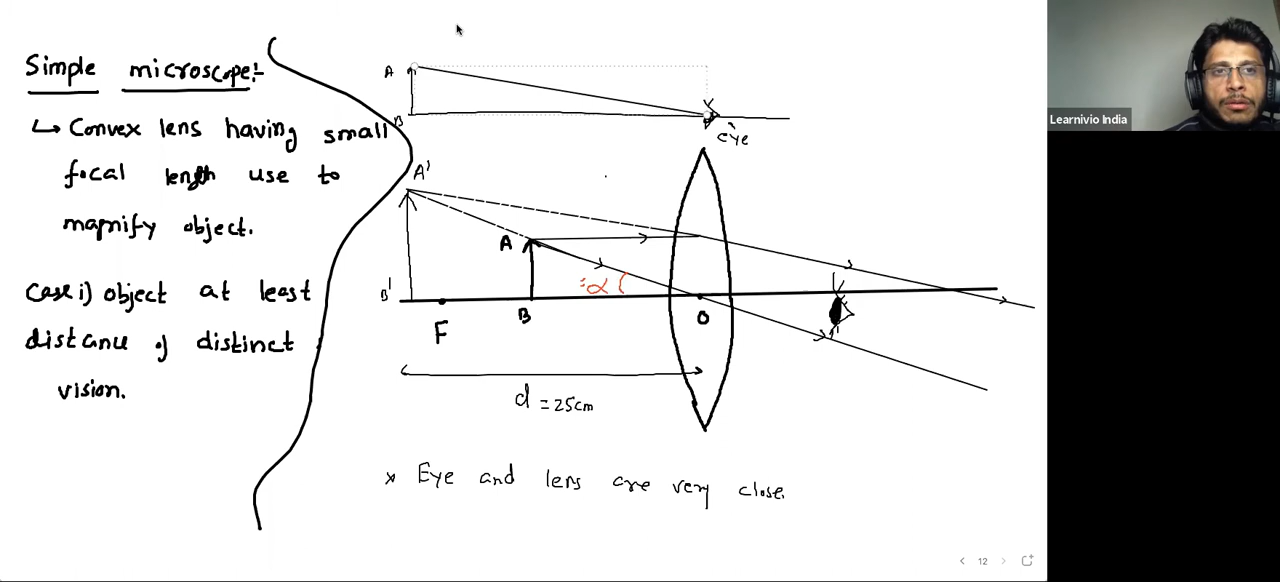 Simple microscope:-
↳ Convex lens having small
focal length use to
magnify object.
Case i) object at least
distance of distinct
vision.
A
B
eye
A'
A
=α
B'
F
B
O
d = 25cm
* Eye and lens are very close.
Learnivio India
12